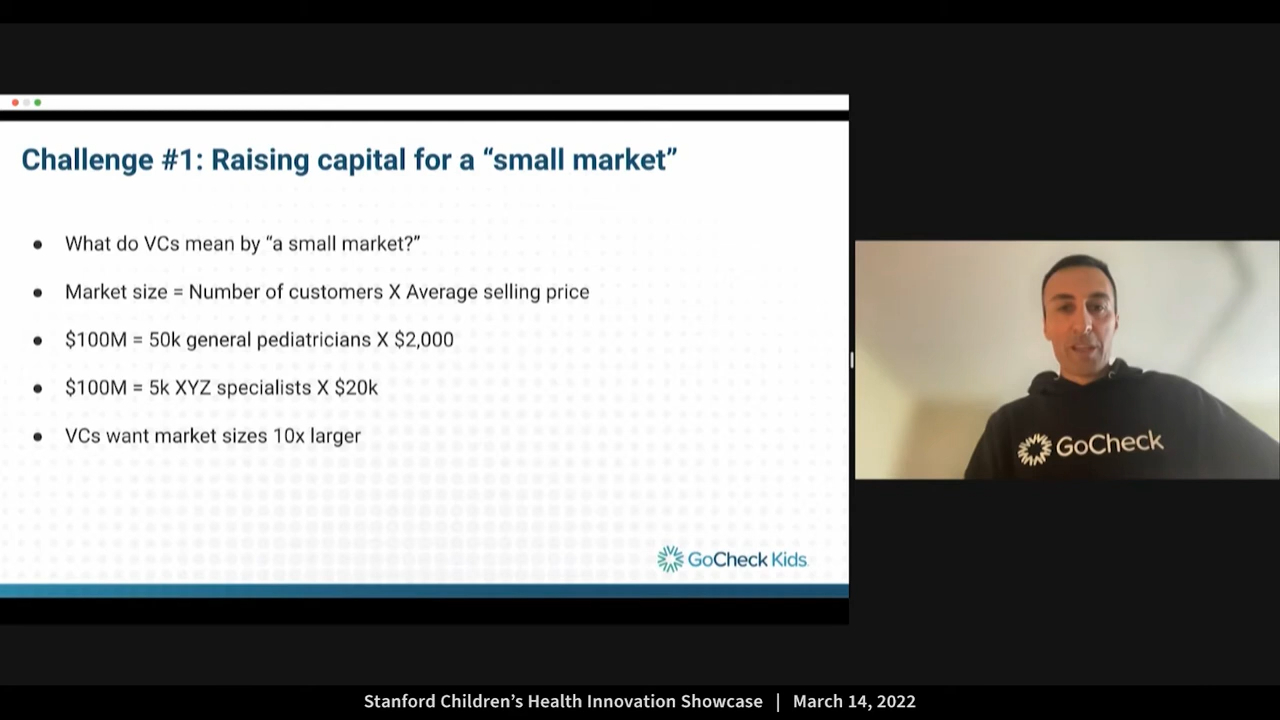 Challenge #1: Raising capital for a “small market”
● What do VCs mean by “a small market?”
● Market size = Number of customers X Average selling price
● $100M = 50k general pediatricians X $2,000
● $100M = 5k XYZ specialists X $20k
● VCs want market sizes 10x larger
GoCheck Kids
GoCheck
Stanford Children’s Health Innovation Showcase | March 14, 2022